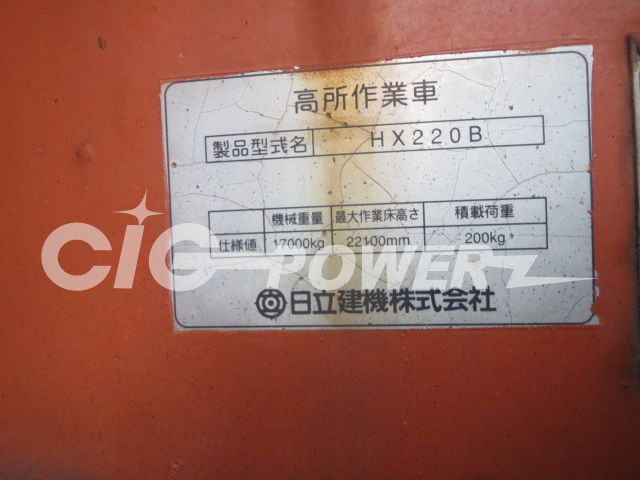 高所作業車
製品型式名 HX220B
機械重量 最大作業床高さ 積載荷重
仕様値 17000kg 22100mm 200kg
日立建機株式会社
CIC POWER